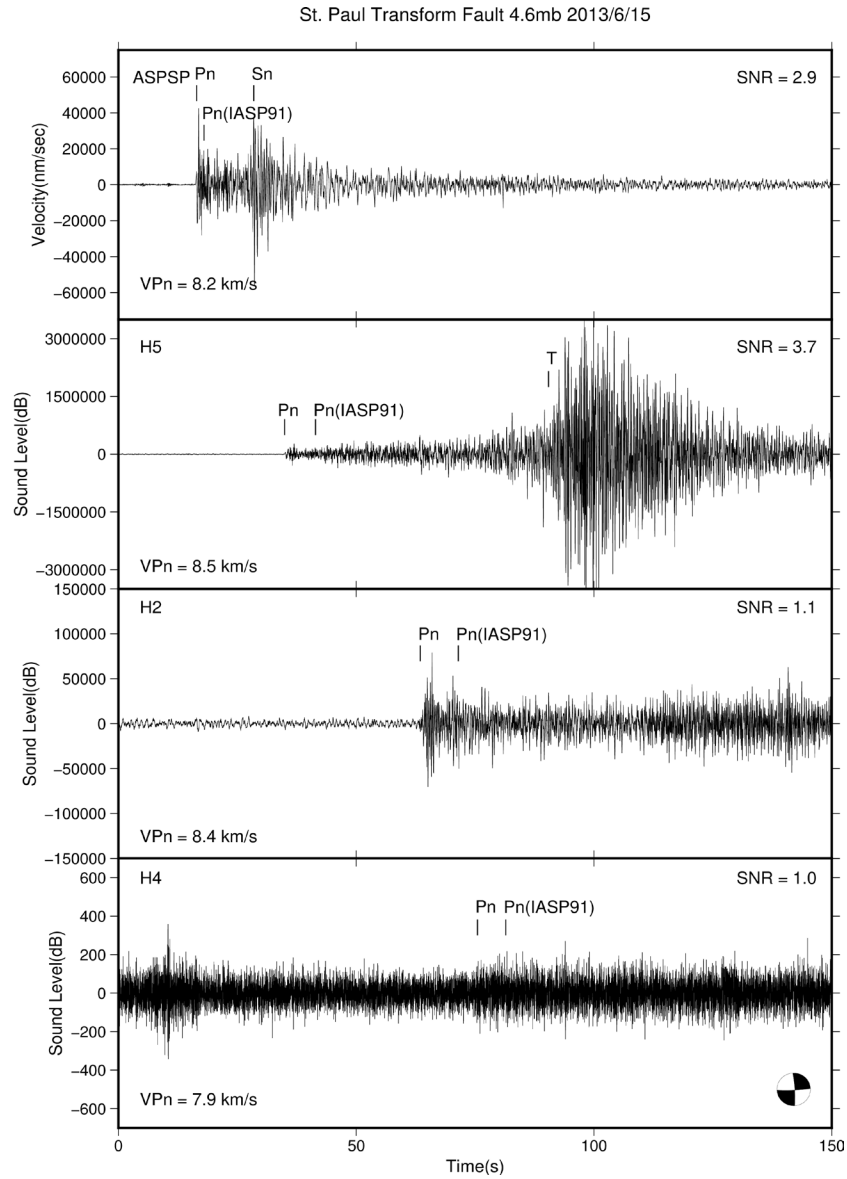 St. Paul Transform Fault 4.6mb 2013/6/15
60000
40000
20000
0
−20000
−40000
−60000
Velocity(nm/sec)
ASPSP Pn Sn SNR = 2.9
Pn(IASP91)
VPn = 8.2 km/s
3000000
1500000
0
−1500000
−3000000
Sound Level(dB)
H5 SNR = 3.7
T
Pn Pn(IASP91)
VPn = 8.5 km/s
150000
100000
50000
0
−50000
−100000
−150000
Sound Level(dB)
H2 SNR = 1.1
Pn Pn(IASP91)
VPn = 8.4 km/s
600
400
200
0
−200
−400
−600
Sound Level(dB)
H4 SNR = 1.0
Pn Pn(IASP91)
VPn = 7.9 km/s
0 50 100 150
Time(s)